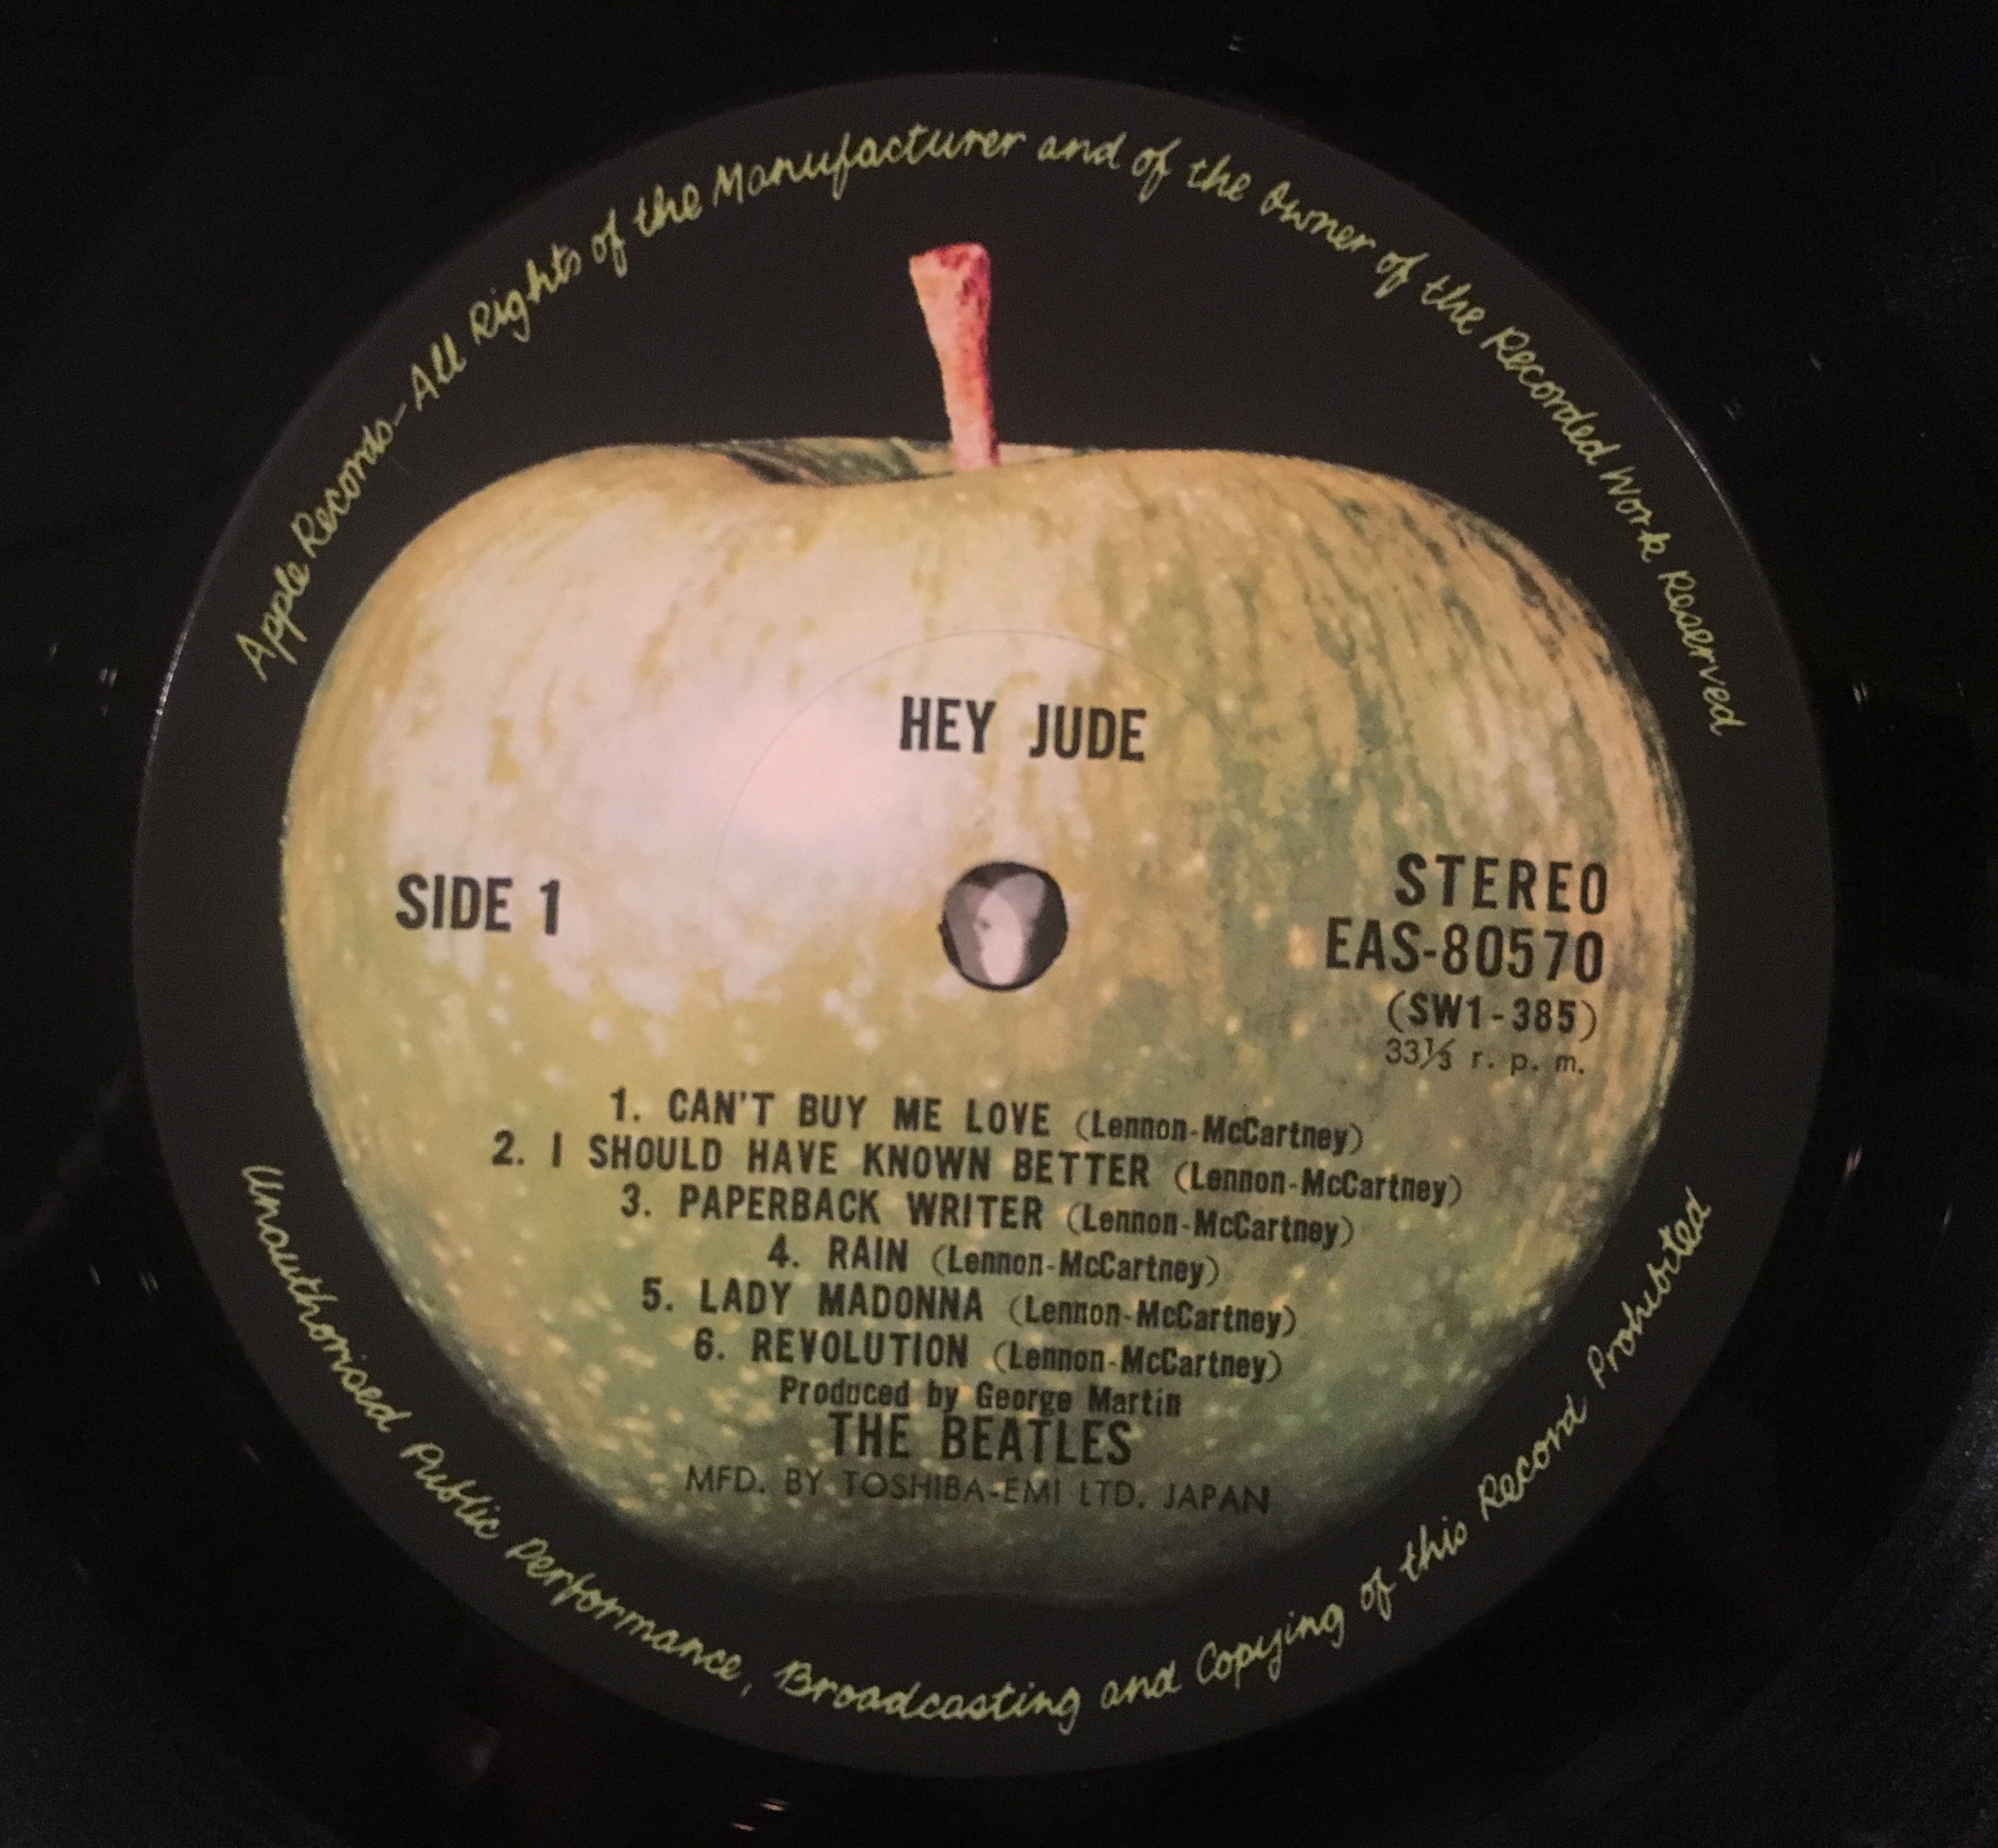 Apple Records-All Rights of the Manufacturer and of the Owner of the Recorded Work Reserved
HEY JUDE
SIDE 1
STEREO
EAS-80570
(SW1-385)
33⅓ r. p. m.
1. CAN'T BUY ME LOVE (Lennon-McCartney)
2. I SHOULD HAVE KNOWN BETTER (Lennon-McCartney)
3. PAPERBACK WRITER (Lennon-McCartney)
4. RAIN (Lennon-McCartney)
5. LADY MADONNA (Lennon-McCartney)
6. REVOLUTION (Lennon-McCartney)
Produced by George Martin
THE BEATLES
MFD. BY TOSHIBA-EMI LTD. JAPAN
Unauthorised Public Performance, Broadcasting and Copying of this Record Prohibited